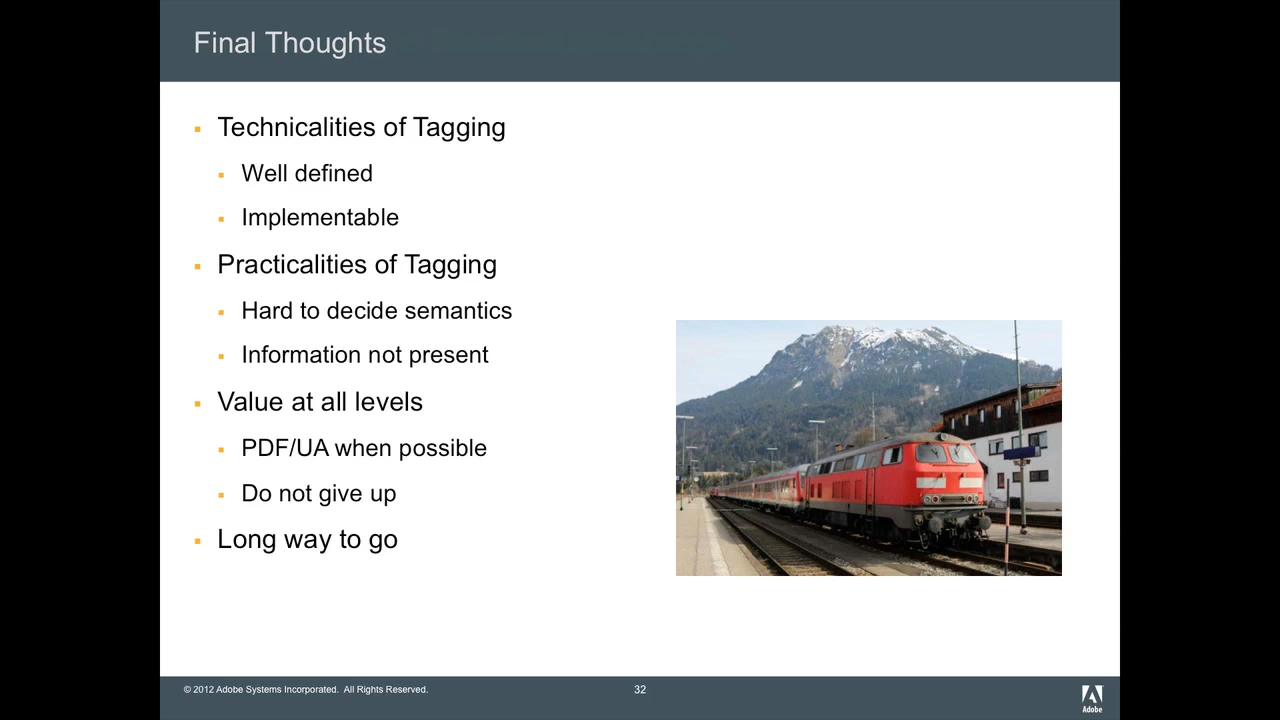 Final Thoughts
Technicalities of Tagging
Well defined
Implementable
Practicalities of Tagging
Hard to decide semantics
Information not present
Value at all levels
PDF/UA when possible
Do not give up
Long way to go
© 2012 Adobe Systems Incorporated. All Rights Reserved.
32
Adobe